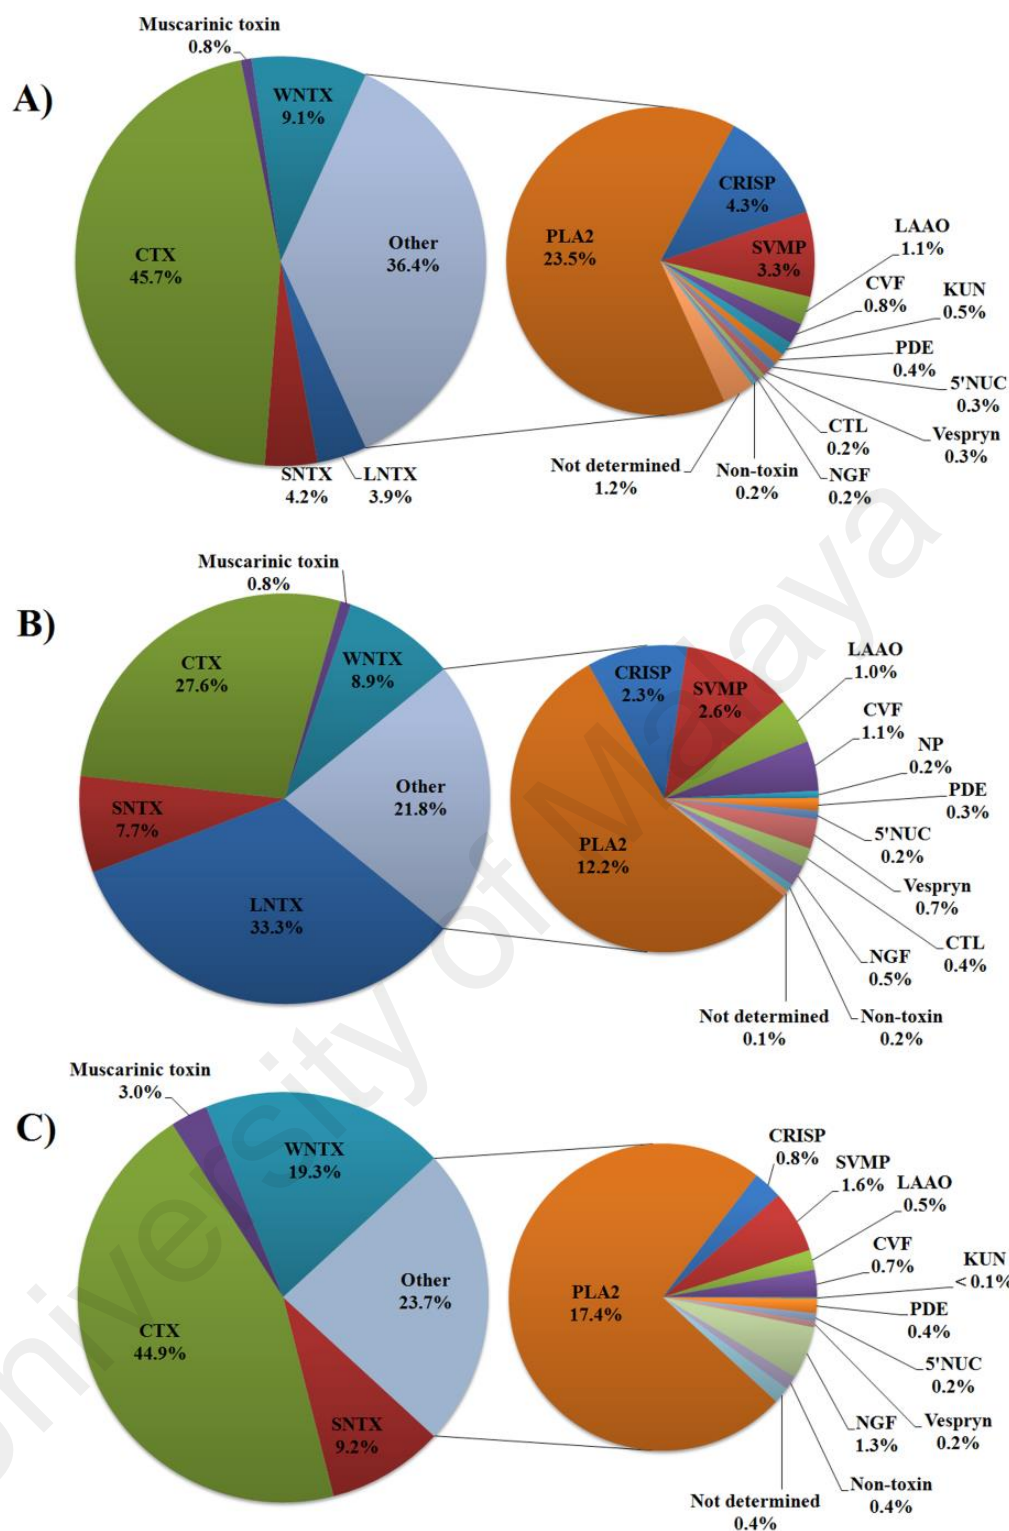 A)
Muscarinic toxin
0.8%
WNTX
9.1%
CTX
45.7%
Other
36.4%
SNTX
4.2%
LNTX
3.9%
PLA2
23.5%
CRISP
4.3%
SVMP
3.3%
LAAO
1.1%
CVF
0.8%
KUN
0.5%
PDE
0.4%
5'NUC
0.3%
Vespryn
0.3%
CTL
0.2%
NGF
0.2%
Non-toxin
0.2%
Not determined
1.2%
B)
Muscarinic toxin
0.8%
CTX
27.6%
WNTX
8.9%
Other
21.8%
SNTX
7.7%
LNTX
33.3%
PLA2
12.2%
CRISP
2.3%
SVMP
2.6%
LAAO
1.0%
CVF
1.1%
NP
0.2%
PDE
0.3%
5'NUC
0.2%
Vespryn
0.7%
CTL
0.4%
NGF
0.5%
Non-toxin
0.2%
Not determined
0.1%
C)
Muscarinic toxin
3.0%
WNTX
19.3%
CTX
44.9%
Other
23.7%
SNTX
9.2%
PLA2
17.4%
CRISP
0.8%
SVMP
1.6%
LAAO
0.5%
CVF
0.7%
KUN
< 0.1%
PDE
0.4%
5'NUC
0.2%
Vespryn
0.2%
NGF
1.3%
Non-toxin
0.4%
Not determined
0.4%
University of Malaya